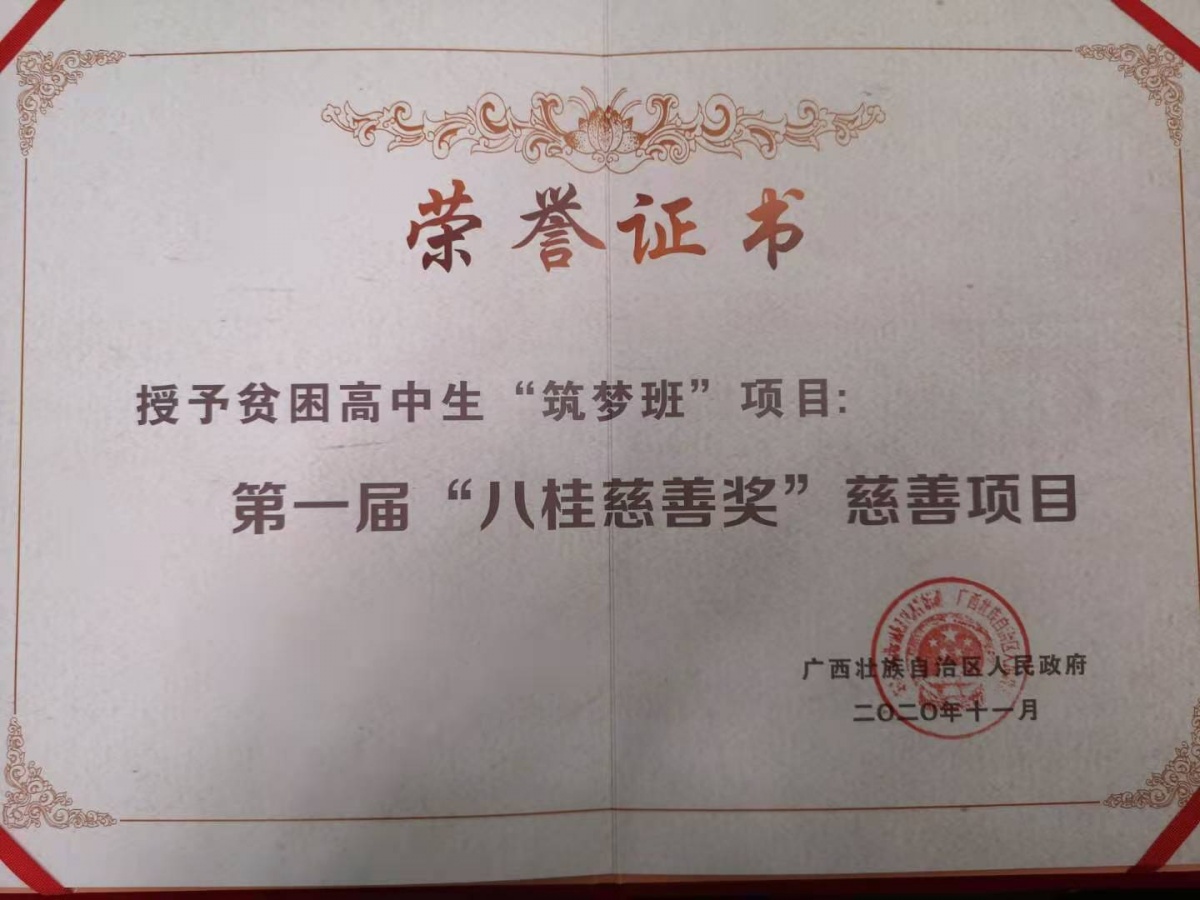 荣誉证书
授予贫困高中生“筑梦班”项目:
第一届“八桂慈善奖”慈善项目
广西壮族自治区人民政府
二〇二〇年十一月